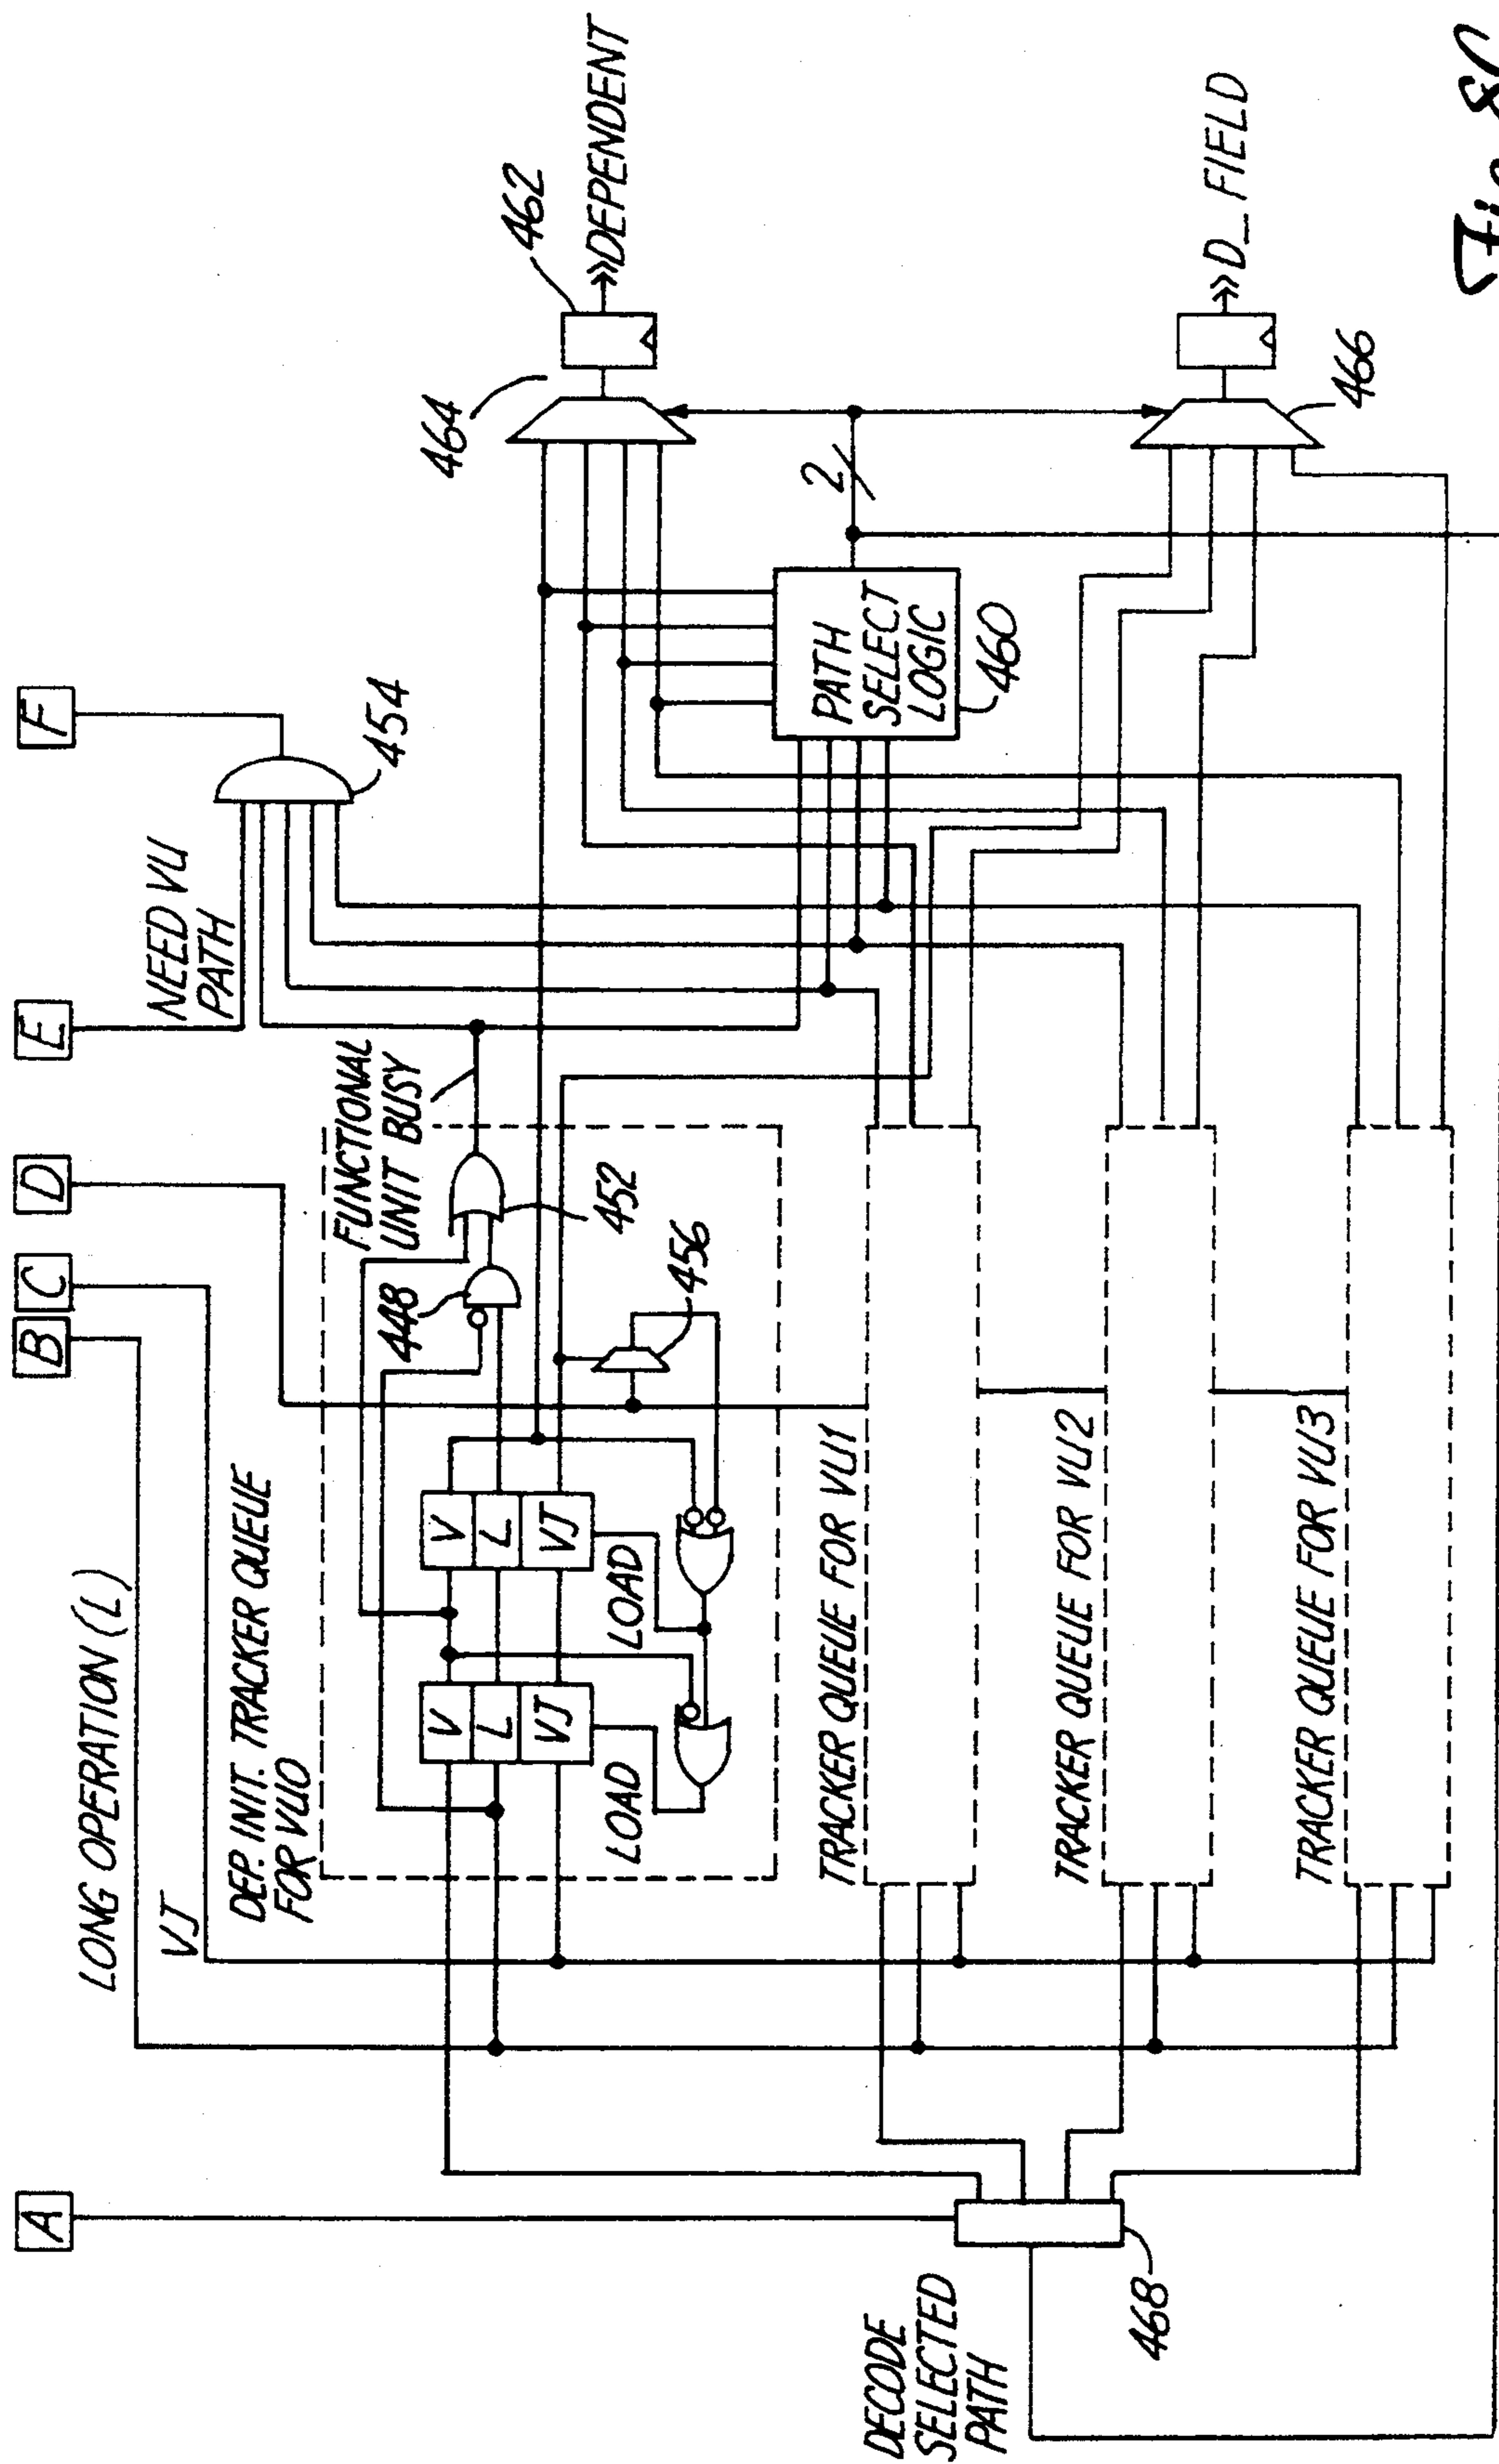 A
B
C
D
E
F
LONG OPERATION (L)
VJ
NEED VU
PATH
454
DEP. INIT. TRACKER QUEUE
FOR VU0
FUNCTIONAL
UNIT BUSY
448
452
V
L
VJ
V
L
VJ
LOAD
LOAD
456
464
462
DEPENDENT
2
PATH
SELECT
LOGIC
460
TRACKER QUEUE FOR VU1
TRACKER QUEUE FOR VU2
TRACKER QUEUE FOR VU3
DECODE
SELECTED
PATH
468
D_FIELD
466